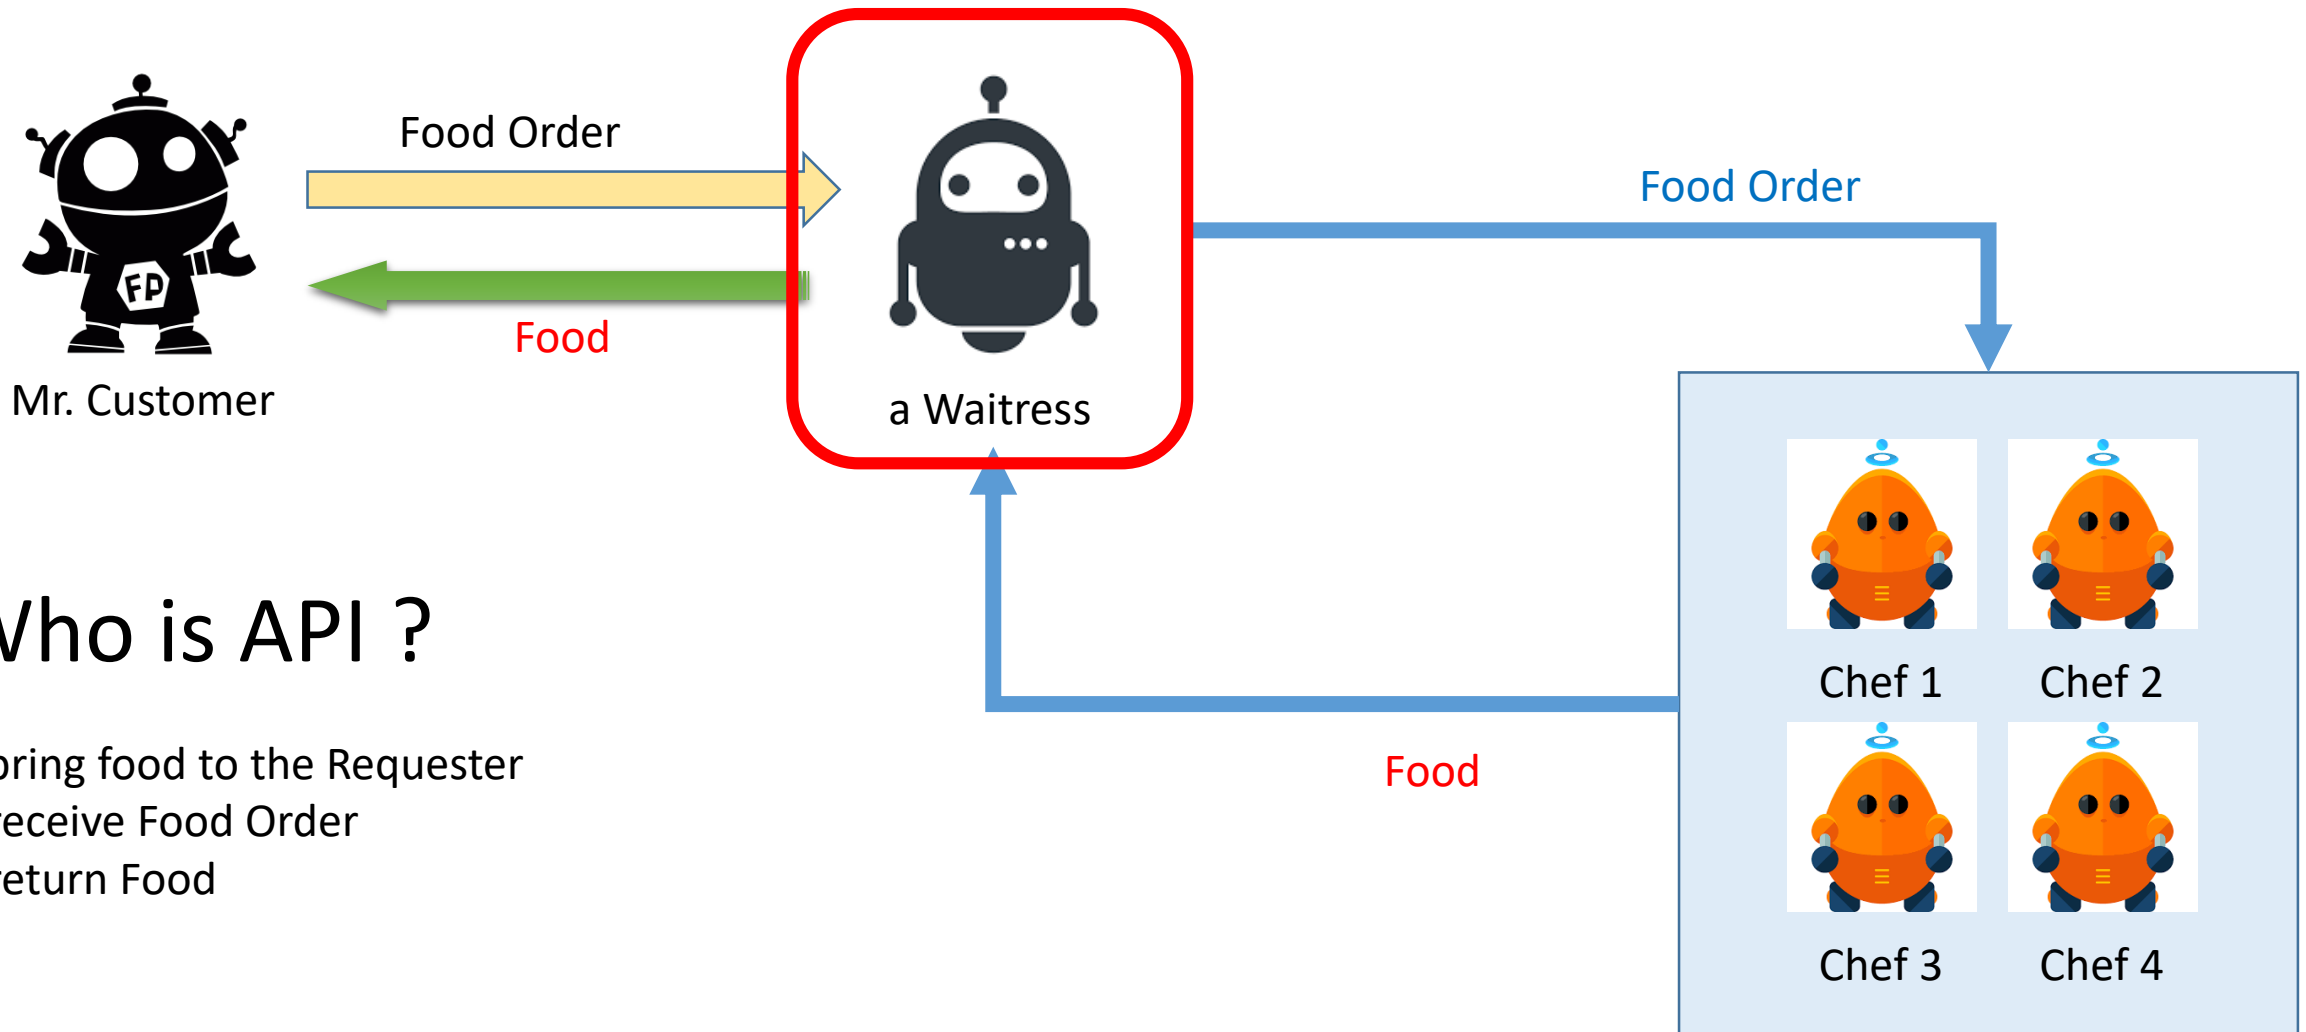 Food Order
Food Order
FP
Food
Mr. Customer
a Waitress
Who is API ?
Chef 1
Chef 2
bring food to the Requester
Food
receive Food Order
return Food
Chef 3
Chef 4